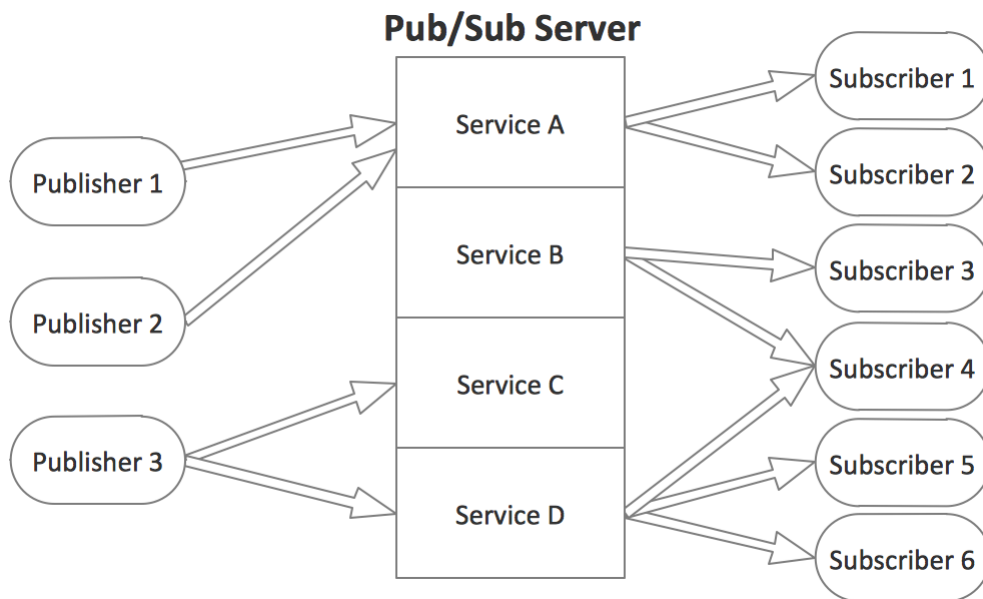 Pub/Sub Server
Publisher 1
Publisher 2
Publisher 3
Service A
Service B
Service C
Service D
Subscriber 1
Subscriber 2
Subscriber 3
Subscriber 4
Subscriber 5
Subscriber 6